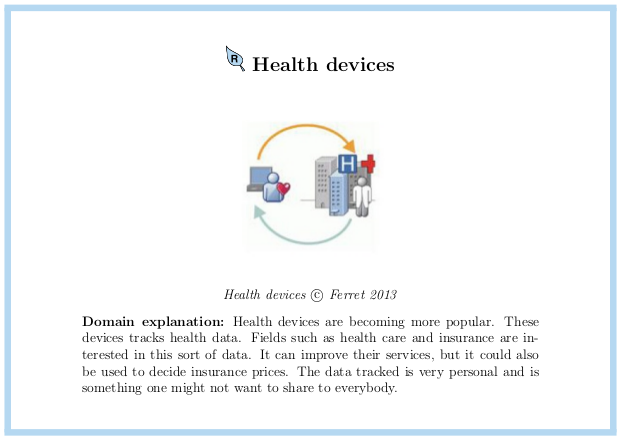 R Health devices
H
Health devices © Ferret 2013
Domain explanation: Health devices are becoming more popular. These
devices tracks health data. Fields such as health care and insurance are in-
terested in this sort of data. It can improve their services, but it could also
be used to decide insurance prices. The data tracked is very personal and is
something one might not want to share to everybody.